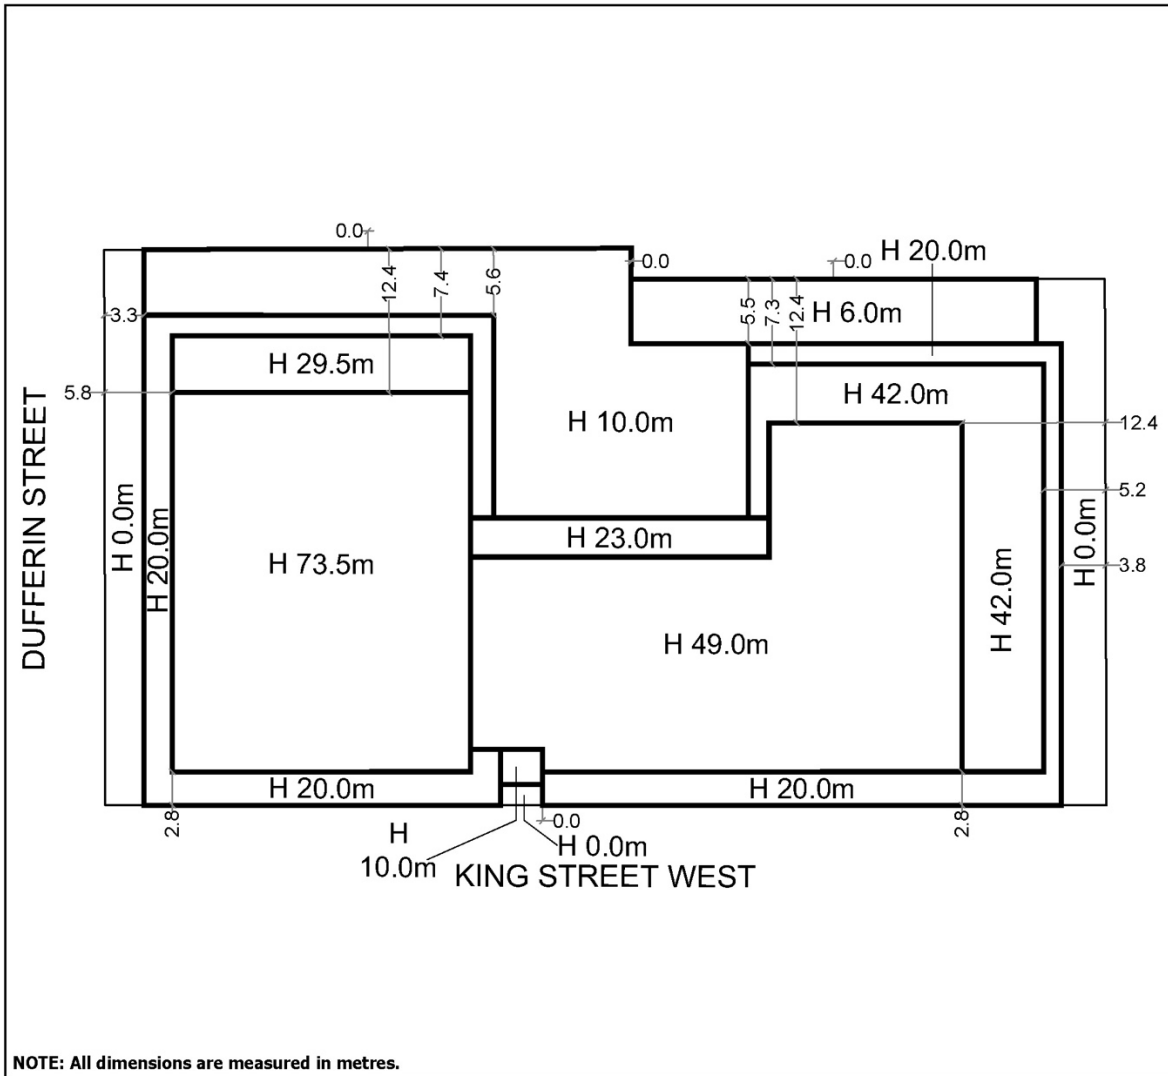 0.0
0.0
0.0
H 20.0m
12.4
7.4
5.6
5.5
7.3
12.4
H 6.0m
3.3
H 29.5m
5.8
H 42.0m
H 10.0m
12.4
DUFFERIN STREET
H 0.0m
H 20.0m
5.2
H 23.0m
H 73.5m
H 0.0m
3.8
H 42.0m
H 49.0m
H 20.0m
H 20.0m
2.8
0.0
2.8
H
10.0m
H 0.0m
KING STREET WEST
NOTE: All dimensions are measured in metres.